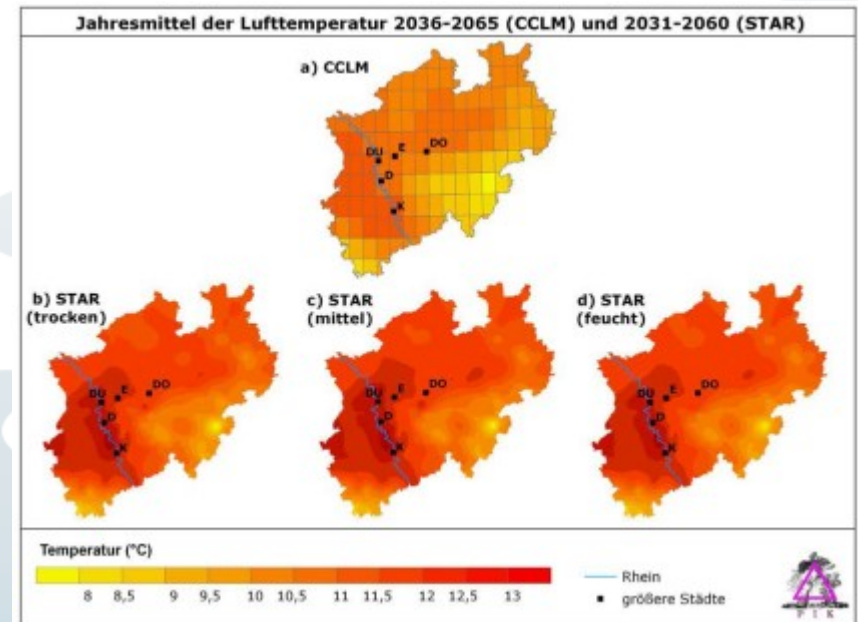 Jahresmittel der Lufttemperatur 2036-2065 (CCLM) und 2031-2060 (STAR)
a) CCLM
DU
E
DO
D
K
b) STAR
(trocken)
DU
E
DO
D
K
c) STAR
(mittel)
DU
E
DO
D
K
d) STAR
(feucht)
DU
E
DO
D
K
Temperatur (°C)
8 8,5 9 9,5 10 10,5 11 11,5 12 12,5 13
Rhein
größere Städte
P I K